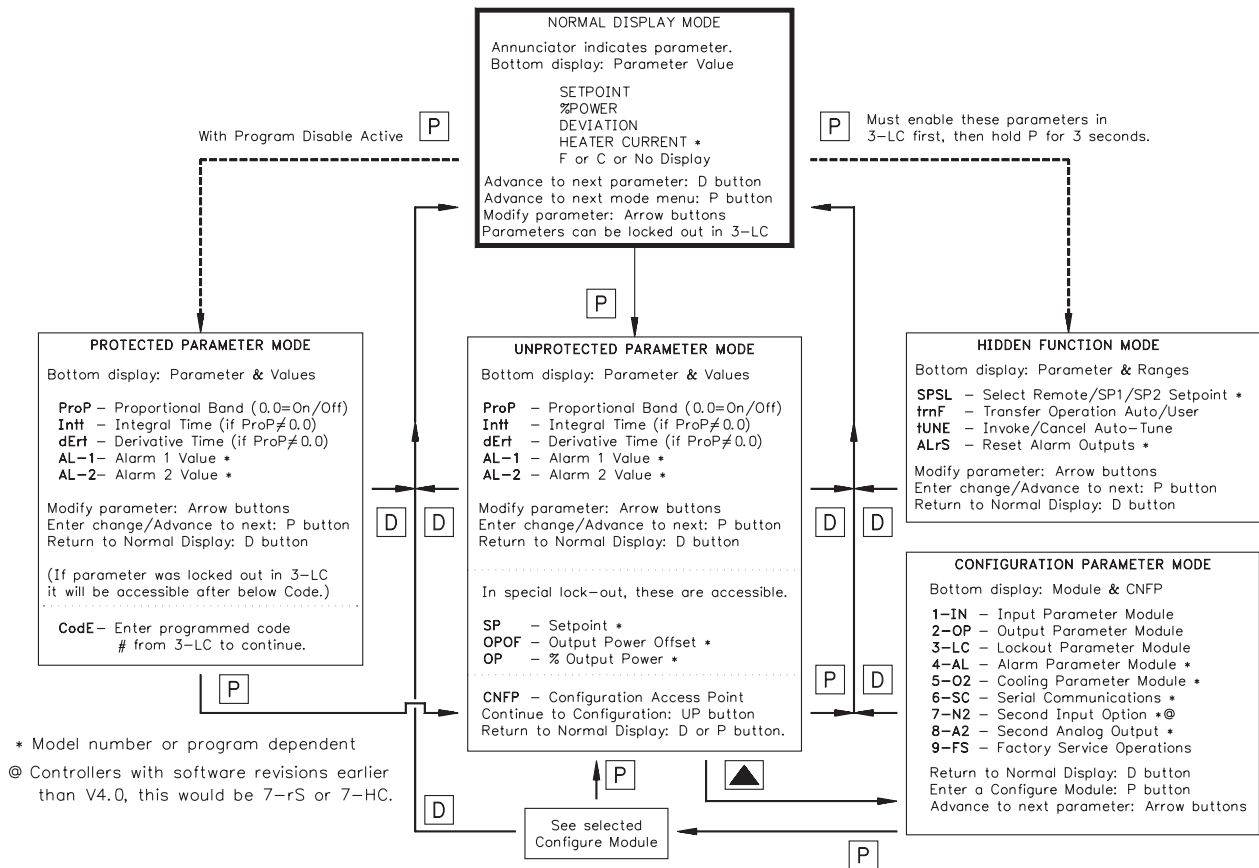 NORMAL DISPLAY MODE
Annunciator indicates parameter.
Bottom display: Parameter Value
SETPOINT
%POWER
DEVIATION
HEATER CURRENT *
F or C or No Display
Advance to next parameter: D button
Advance to next mode menu: P button
Modify parameter: Arrow buttons
Parameters can be locked out in 3-LC
With Program Disable Active
P
P
Must enable these parameters in
3-LC first, then hold P for 3 seconds.
P
PROTECTED PARAMETER MODE
Bottom display: Parameter & Values
ProP - Proportional Band (0.0=On/Off)
Intt - Integral Time (if ProP≠0.0)
dErt - Derivative Time (if ProP≠0.0)
AL-1- Alarm 1 Value *
AL-2- Alarm 2 Value *
Modify parameter: Arrow buttons
Enter change/Advance to next: P button
Return to Normal Display: D button
(If parameter was locked out in 3-LC
it will be accessible after below Code.)
CodE- Enter programmed code
# from 3-LC to continue.
P
D
D
UNPROTECTED PARAMETER MODE
Bottom display: Parameter & Values
ProP - Proportional Band (0.0=On/Off)
Intt - Integral Time (if ProP≠0.0)
dErt - Derivative Time (if ProP≠0.0)
AL-1 - Alarm 1 Value *
AL-2 - Alarm 2 Value *
Modify parameter: Arrow buttons
Enter change/Advance to next: P button
Return to Normal Display: D button
In special lock-out, these are accessible.
SP - Setpoint *
OPOF - Output Power Offset *
OP - % Output Power *
CNFP - Configuration Access Point
Continue to Configuration: UP button
Return to Normal Display: D or P button.
D
D
P
D
HIDDEN FUNCTION MODE
Bottom display: Parameter & Ranges
SPSL - Select Remote/SP1/SP2 Setpoint *
trnF - Transfer Operation Auto/User
tUNE - Invoke/Cancel Auto-Tune
ALrS - Reset Alarm Outputs *
Modify parameter: Arrow buttons
Enter change/Advance to next: P button
Return to Normal Display: D button
CONFIGURATION PARAMETER MODE
Bottom display: Module & CNFP
1-IN - Input Parameter Module
2-OP - Output Parameter Module
3-LC - Lockout Parameter Module
4-AL - Alarm Parameter Module *
5-O2 - Cooling Parameter Module *
6-SC - Serial Communications *
7-N2 - Second Input Option *@
8-A2 - Second Analog Output *
9-FS - Factory Service Operations
Return to Normal Display: D button
Enter a Configure Module: P button
Advance to next parameter: Arrow buttons
* Model number or program dependent
@ Controllers with software revisions earlier
than V4.0, this would be 7-rS or 7-HC.
D
P
See selected
Configure Module
P